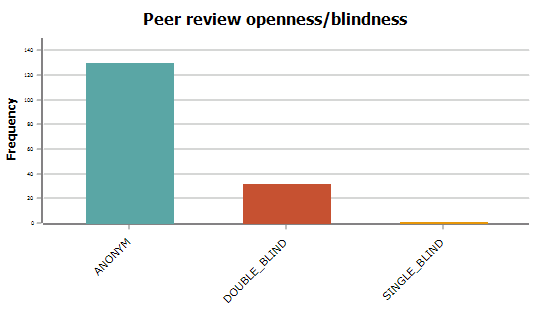 Peer review openness/blindness
Frequency
140
120
100
80
60
40
20
0
ANONYM
DOUBLE_BLIND
SINGLE_BLIND